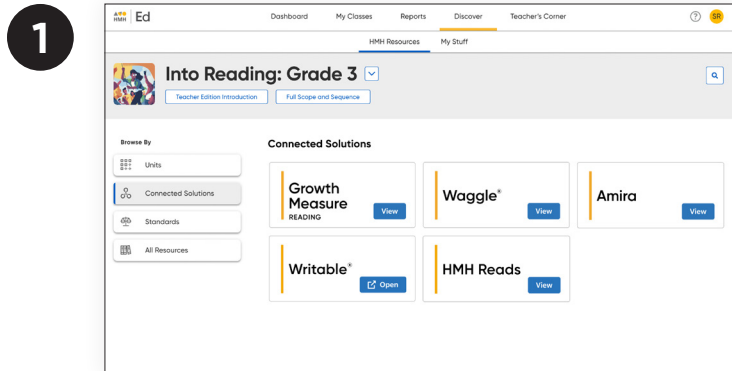 1
HMH Ed
Dashboard My Classes Reports Discover Teacher's Corner ? SR
HMH Resources My Stuff
Into Reading: Grade 3
Teacher Edition Introduction Full Scope and Sequence
Browse By
Units
Connected Solutions
Standards
All Resources
Connected Solutions
Growth
Measure
READING
View
Waggle®
View
Amira
View
Writable®
Open
HMH Reads
View